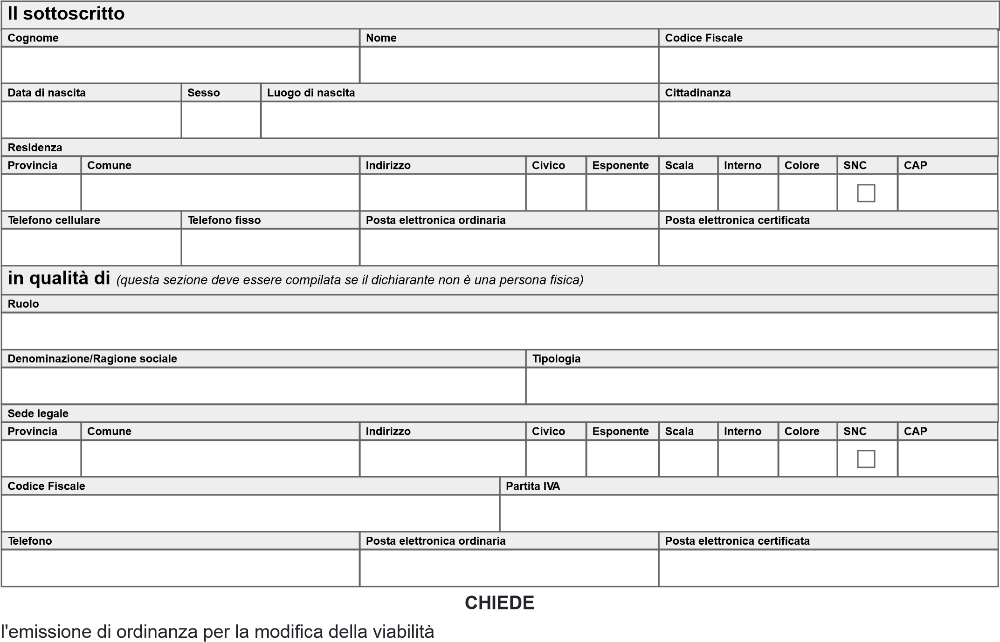 Il sottoscritto
Cognome Nome Codice Fiscale
Data di nascita Sesso Luogo di nascita Cittadinanza
Residenza
Provincia Comune Indirizzo Civico Esponente Scala Interno Colore SNC CAP
Telefono cellulare Telefono fisso Posta elettronica ordinaria Posta elettronica certificata
in qualità di (questa sezione deve essere compilata se il dichiarante non è una persona fisica)
Ruolo
Denominazione/Ragione sociale Tipologia
Sede legale
Provincia Comune Indirizzo Civico Esponente Scala Interno Colore SNC CAP
Codice Fiscale Partita IVA
Telefono Posta elettronica ordinaria Posta elettronica certificata
CHIEDE
l'emissione di ordinanza per la modifica della viabilità